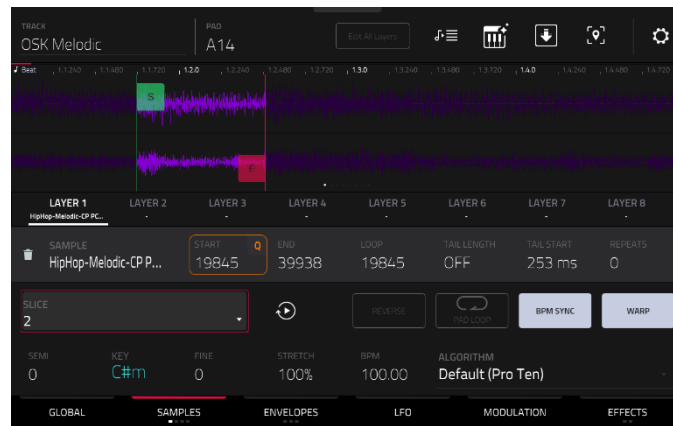 TRACK
OSK Melodic
PAD
A14
Edit All Layers
Beat 1.1.240 1.1.480 1.1.720 1.2.0 1.2.240 1.2.480 1.2.720 1.3.0 1.3.240 1.3.480 1.3.720 1.4.0 1.4.240 1.4.480 1.4.720
S
E
LAYER 1 LAYER 2 LAYER 3 LAYER 4 LAYER 5 LAYER 6 LAYER 7 LAYER 8
HipHop-Melodic-CP PC... - - - - - - -
SAMPLE START Q END LOOP TAIL LENGTH TAIL START REPEATS
HipHop-Melodic-CP P... 19845 39938 19845 OFF 253 ms 0
SLICE
2
REVERSE
PAD LOOP
BPM SYNC
WARP
SEMI KEY FINE STRETCH BPM ALGORITHM
0 C#m 0 100% 100.00 Default (Pro Ten)
GLOBAL SAMPLES ENVELOPES LFO MODULATION EFFECTS